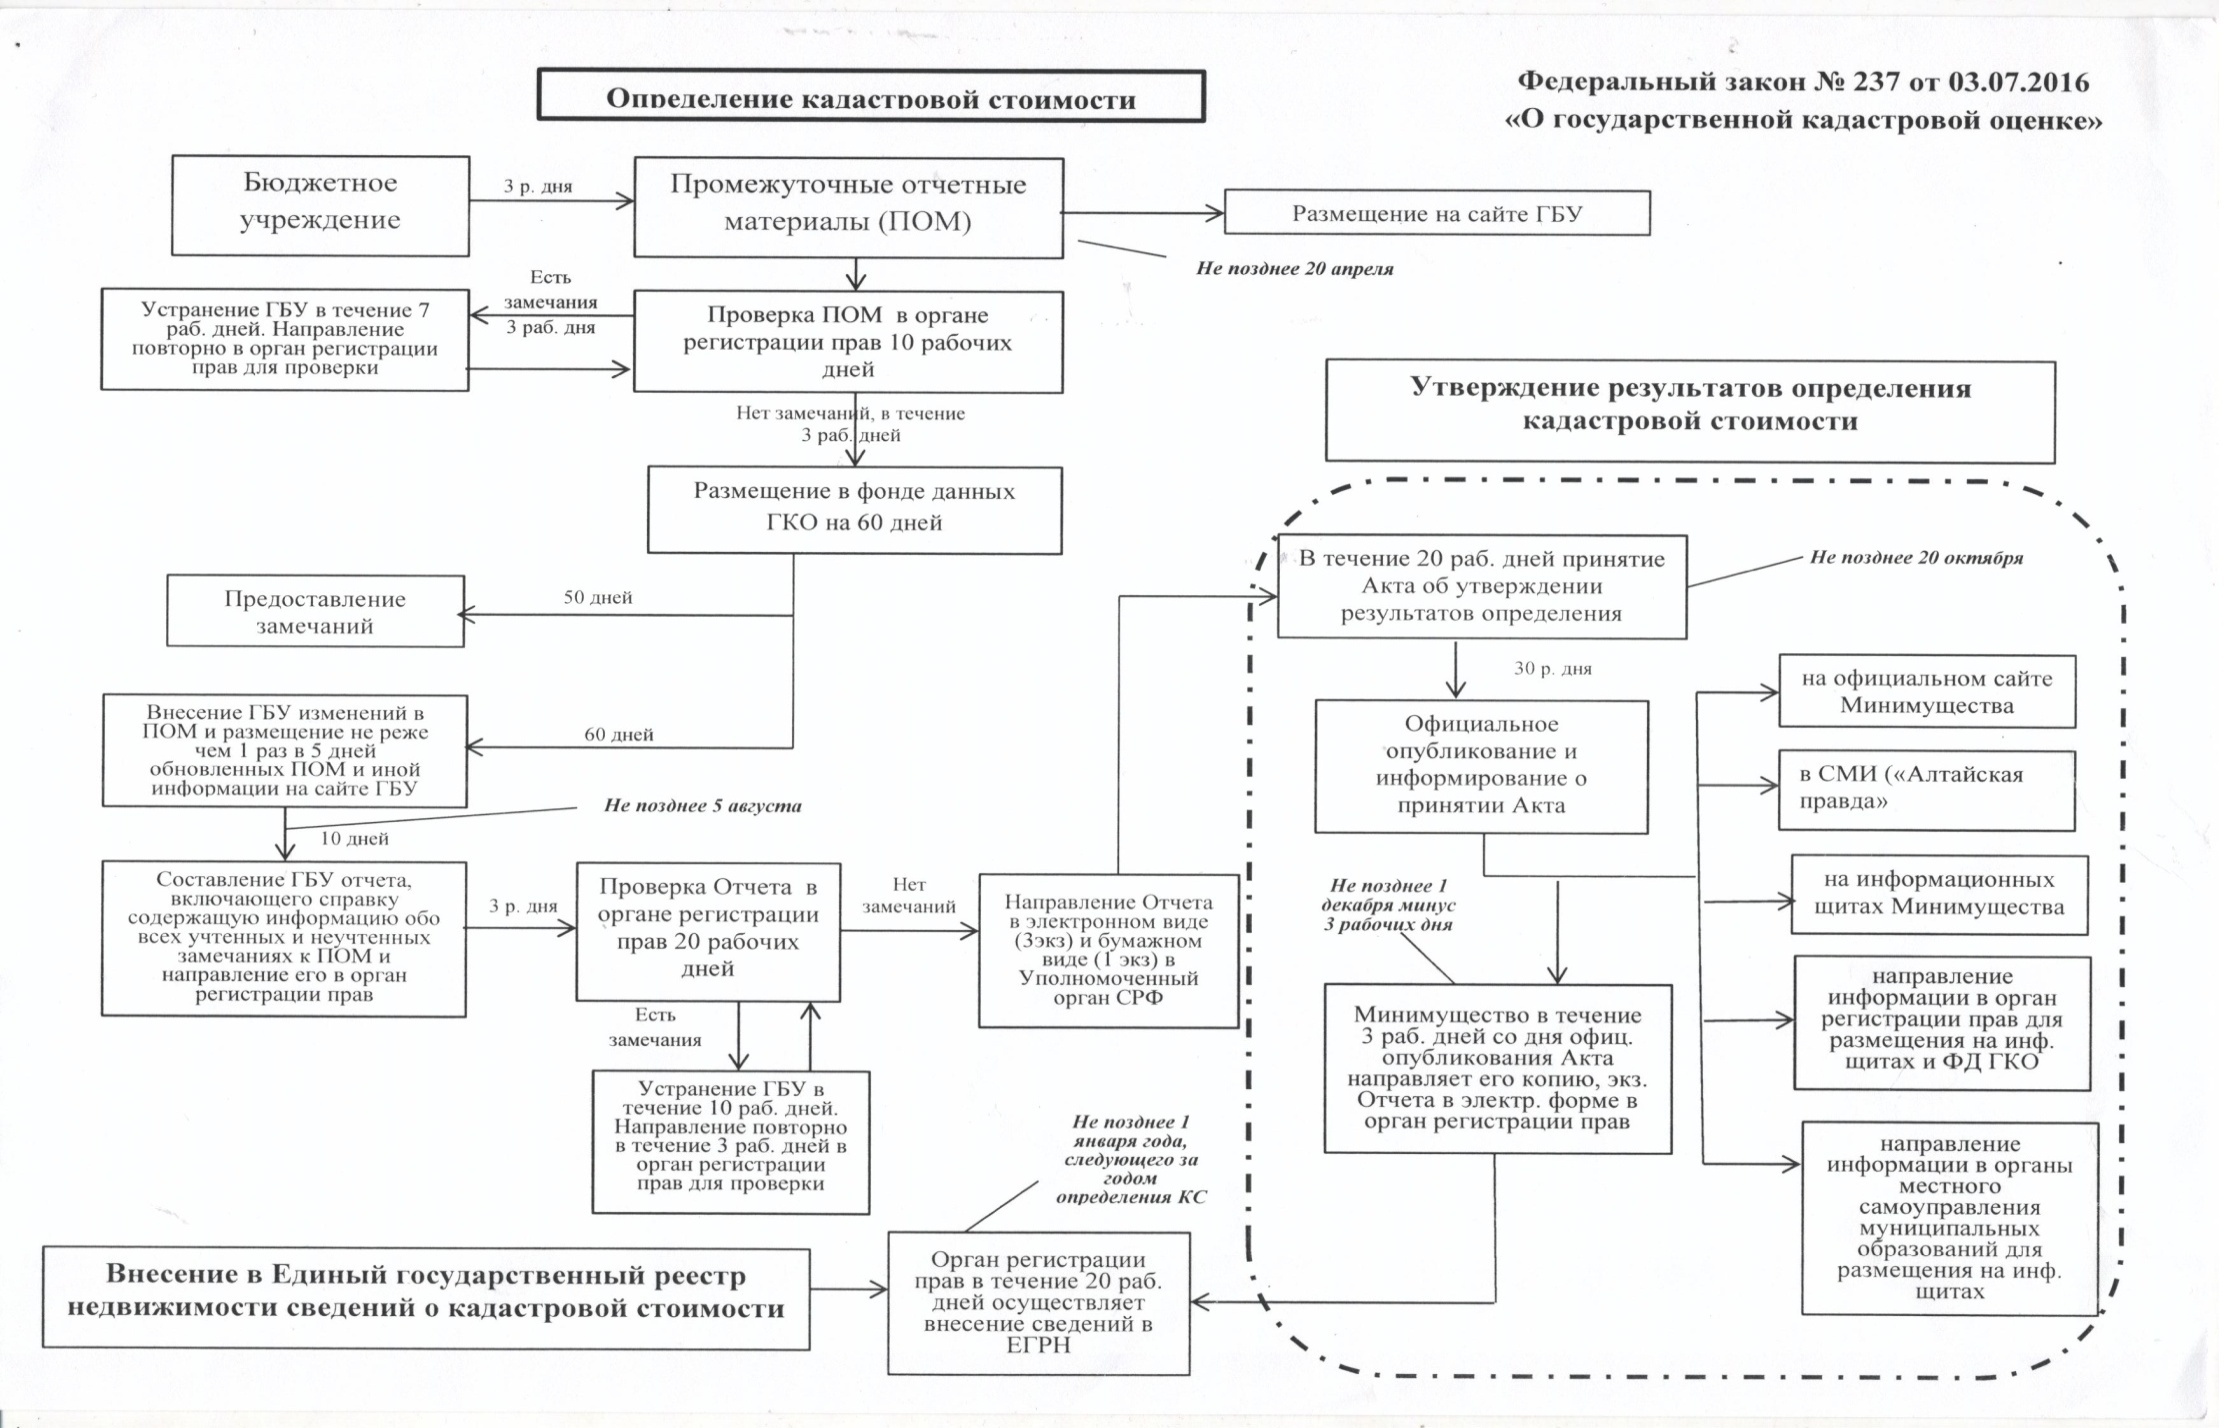 Определение кадастровой стоимости
Федеральный закон № 237 от 03.07.2016
«О государственной кадастровой оценке»
Бюджетное
учреждение
3 р. дня
Промежуточные отчетные
материалы (ПОМ)
Размещение на сайте ГБУ
Не позднее 20 апреля
Устранение ГБУ в течение 7
раб. дней. Направление
повторно в орган регистрации
прав для проверки
Есть
замечания
3 раб. дня
Проверка ПОМ в органе
регистрации прав 10 рабочих
дней
Нет замечаний, в течение
3 раб. дней
Размещение в фонде данных
ГКО на 60 дней
Предоставление
замечаний
50 дней
Внесение ГБУ изменений в
ПОМ и размещение не реже
чем 1 раз в 5 дней
обновленных ПОМ и иной
информации на сайте ГБУ
60 дней
Не позднее 5 августа
10 дней
Составление ГБУ отчета,
включающего справку
содержащую информацию обо
всех учтенных и неучтенных
замечаниях к ПОМ и
направление его в орган
регистрации прав
3 р. дня
Проверка Отчета в
органе регистрации
прав 20 рабочих
дней
Нет
замечаний
Направление Отчета
в электронном виде
(3экз) и бумажном
виде (1 экз) в
Уполномоченный
орган СРФ
Есть
замечания
Устранение ГБУ в
течение 10 раб. дней.
Направление повторно
в течение 3 раб. дней в
орган регистрации
прав для проверки
Утверждение результатов определения
кадастровой стоимости
В течение 20 раб. дней принятие
Акта об утверждении
результатов определения
Не позднее 20 октября
30 р. дня
Официальное
опубликование и
информирование о
принятии Акта
на официальном сайте
Минимущества
в СМИ («Алтайская
правда»
на информационных
щитах Минимущества
направление
информации в орган
регистрации прав для
размещения на инф.
щитах и ФД ГКО
направление
информации в органы
местного
самоуправления
муниципальных
образований для
размещения на инф.
щитах
Не позднее 1
декабря минус
3 рабочих дня
Минимущество в течение
3 раб. дней со дня офиц.
опубликования Акта
направляет его копию, экз.
Отчета в электр. форме в
орган регистрации прав
Не позднее 1
января года,
следующего за
годом
определения КС
Внесение в Единый государственный реестр
недвижимости сведений о кадастровой стоимости
Орган регистрации
прав в течение 20 раб.
дней осуществляет
внесение сведений в
ЕГРН